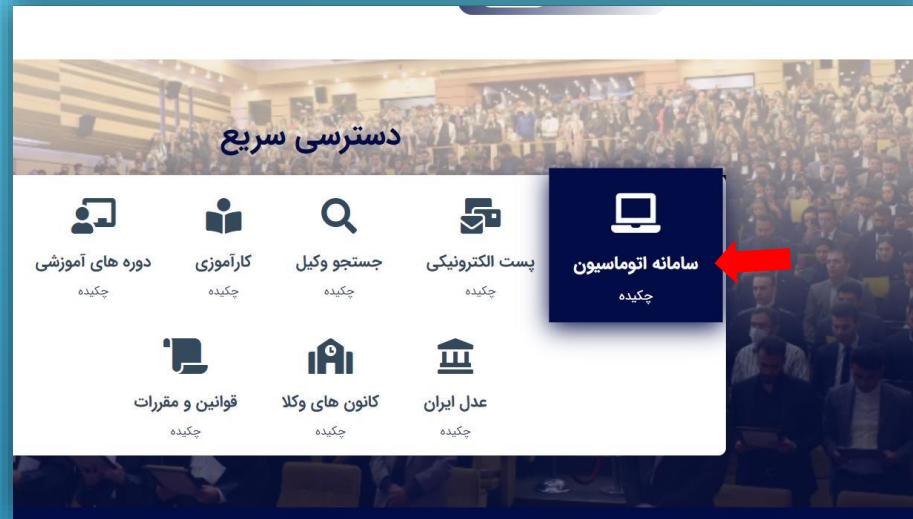 دسترسی سریع
سامانه اتوماسیون
چکیده
پست الکترونیکی
چکیده
جستجو وکیل
چکیده
کارآموزی
چکیده
دوره های آموزشی
چکیده
عدل ایران
چکیده
کانون های وکلا
چکیده
قوانین و مقررات
چکیده